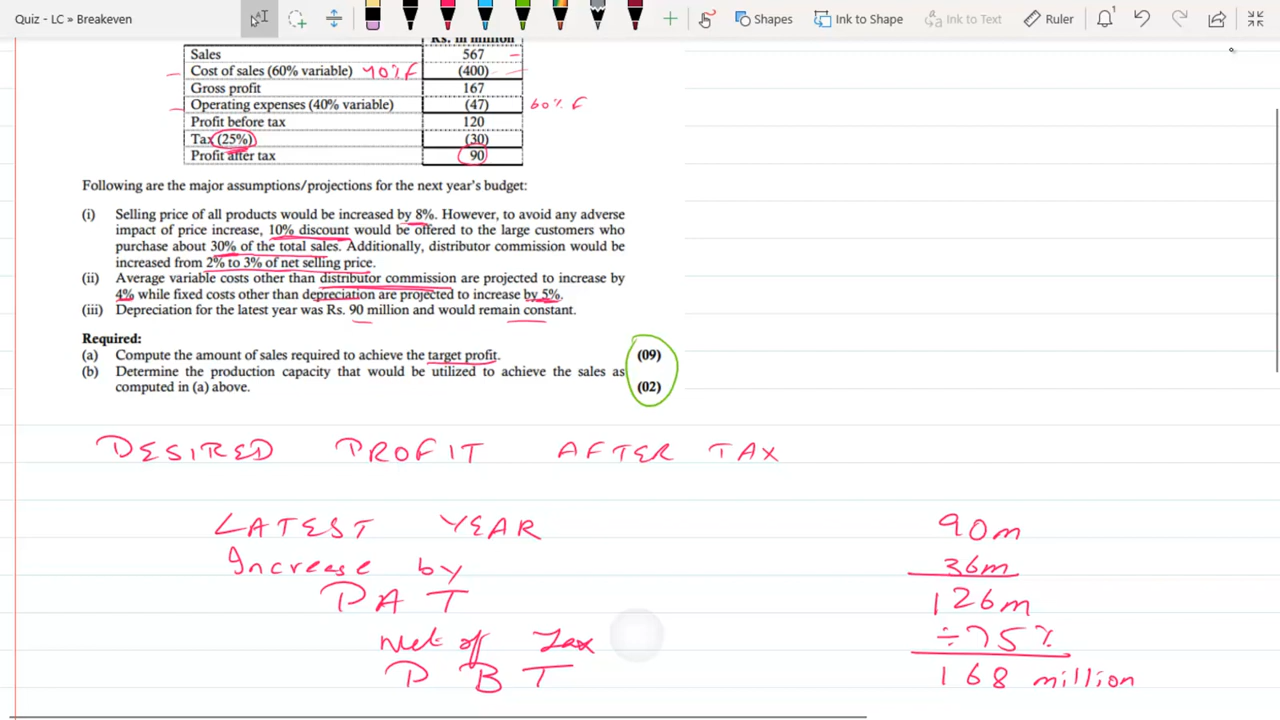 Quiz - LC » Breakeven
Shapes
Ink to Shape
Ink to Text
Ruler
Rs. in million
Sales 567
Cost of sales (60% variable) 40% F (400)
Gross profit 167
Operating expenses (40% variable) (47) 60% F
Profit before tax 120
Tax (25%) (30)
Profit after tax 90
Following are the major assumptions/projections for the next year's budget:
(i) Selling price of all products would be increased by 8%. However, to avoid any adverse
impact of price increase, 10% discount would be offered to the large customers who
purchase about 30% of the total sales. Additionally, distributor commission would be
increased from 2% to 3% of net selling price.
(ii) Average variable costs other than distributor commission are projected to increase by
4% while fixed costs other than depreciation are projected to increase by 5%.
(iii) Depreciation for the latest year was Rs. 90 million and would remain constant.
Required:
(a) Compute the amount of sales required to achieve the target profit. (09)
(b) Determine the production capacity that would be utilized to achieve the sales as
computed in (a) above. (02)
DESIRED PROFIT AFTER TAX
LATEST YEAR 90m
Increase by 36m
PAT 126m
Net of Tax ÷75%
PBT 168 million